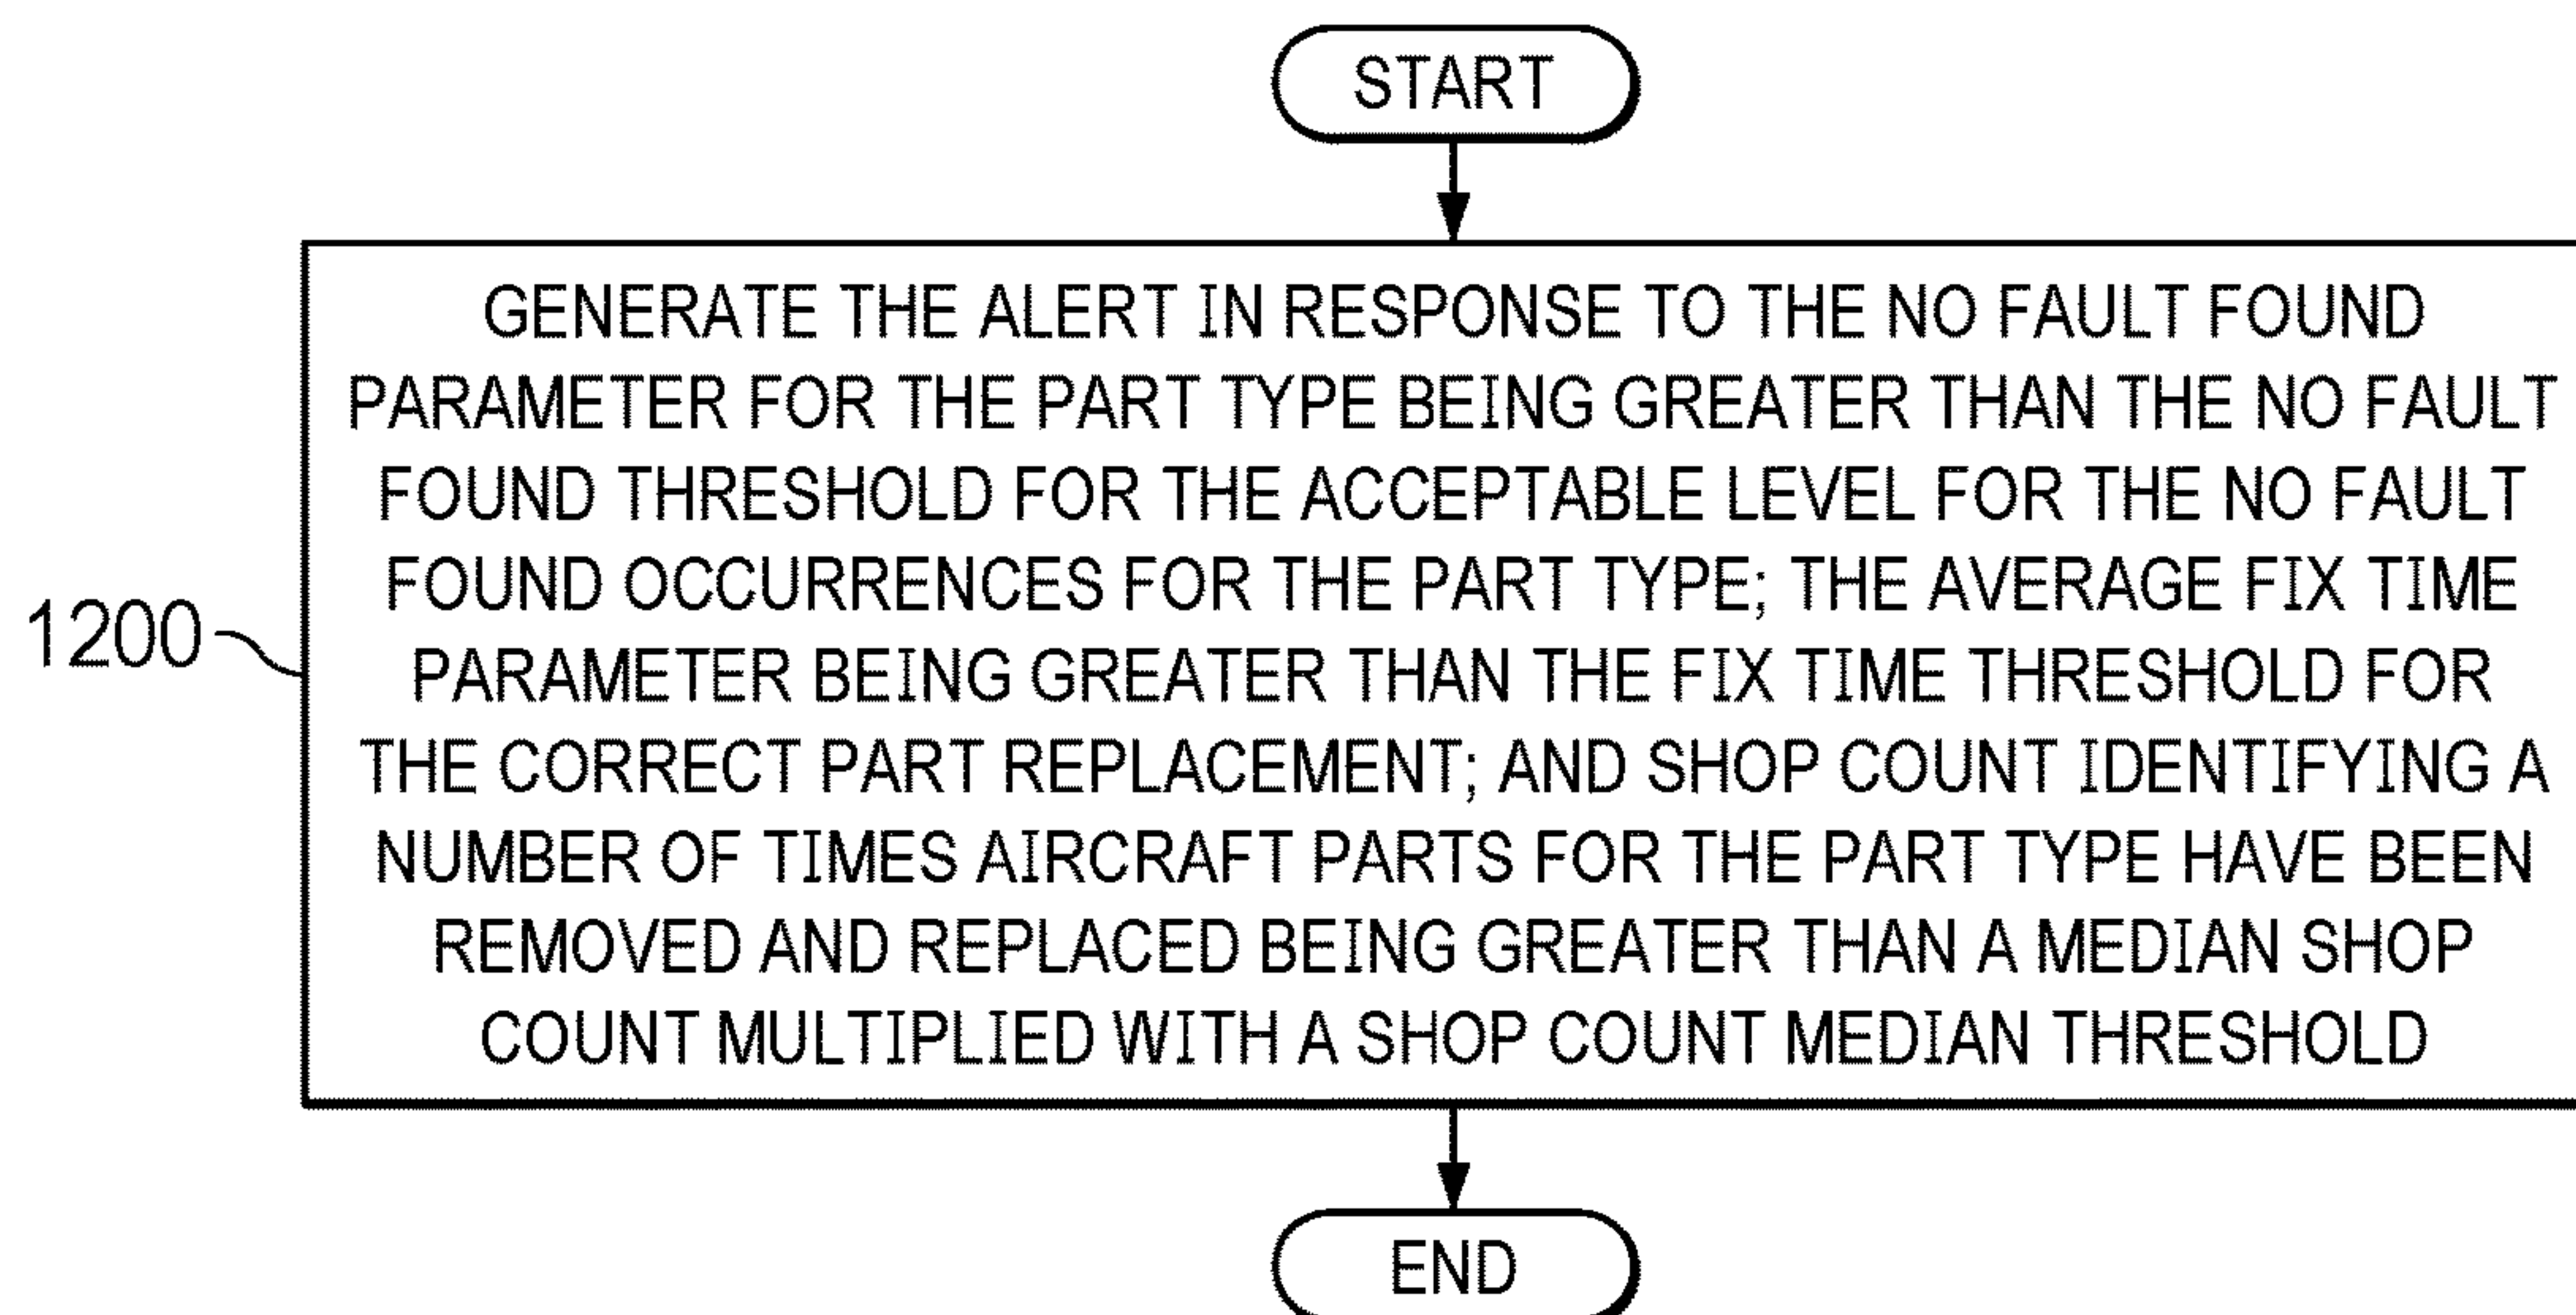 START
GENERATE THE ALERT IN RESPONSE TO THE NO FAULT FOUND
PARAMETER FOR THE PART TYPE BEING GREATER THAN THE NO FAULT
FOUND THRESHOLD FOR THE ACCEPTABLE LEVEL FOR THE NO FAULT
FOUND OCCURRENCES FOR THE PART TYPE; THE AVERAGE FIX TIME
PARAMETER BEING GREATER THAN THE FIX TIME THRESHOLD FOR
THE CORRECT PART REPLACEMENT; AND SHOP COUNT IDENTIFYING A
NUMBER OF TIMES AIRCRAFT PARTS FOR THE PART TYPE HAVE BEEN
REMOVED AND REPLACED BEING GREATER THAN A MEDIAN SHOP
COUNT MULTIPLIED WITH A SHOP COUNT MEDIAN THRESHOLD
1200
END